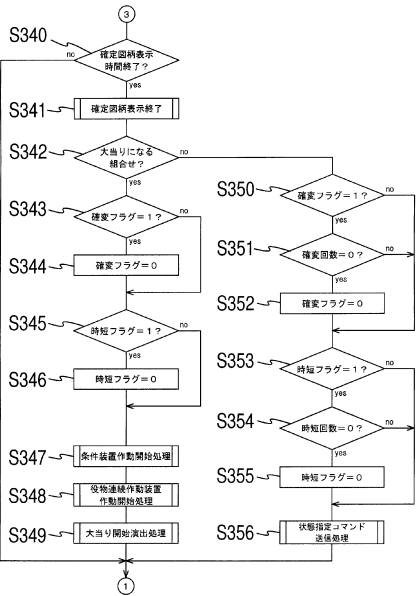 3
S340
確定図柄表示
時間終了?
no
yes
S341
確定図柄表示終了
S342
大当りになる
組合せ?
no
yes
S343
確変フラグ=1?
no
yes
S344
確変フラグ=0
S345
時短フラグ=1?
no
yes
S346
時短フラグ=0
S347
条件装置作動開始処理
S348
役物連続作動装置
作動開始処理
S349
大当り開始演出処理
S350
確変フラグ=1?
no
yes
S351
確変回数=0?
no
yes
S352
確変フラグ=0
S353
時短フラグ=1?
no
yes
S354
時短回数=0?
no
yes
S355
時短フラグ=0
S356
状態指定コマンド
送信処理
1